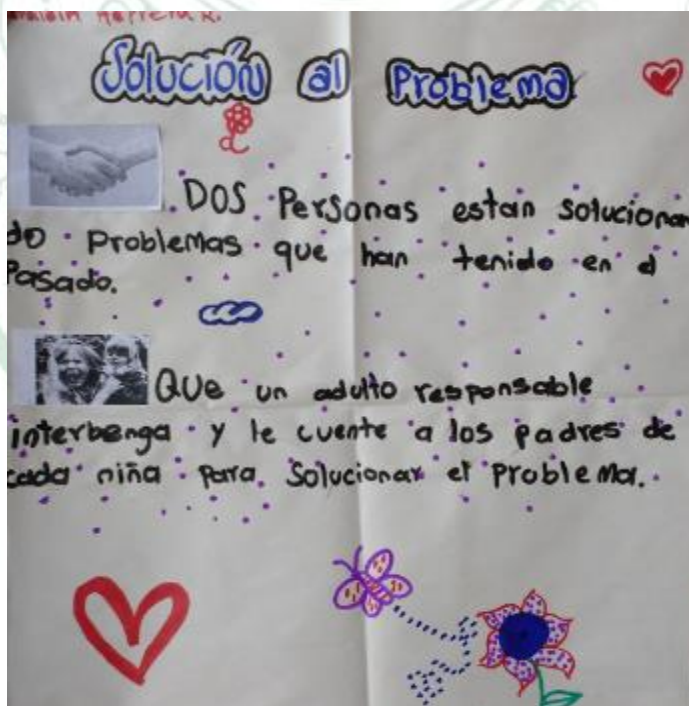 Herrera R.
Solución al Problema
DOS Personas estan solucionan
do Problemas que han tenido en el
Pasado.
QUe un adulto responsable
interbenga y le cuente a los padres de
cada niña para solucionar el Problema.